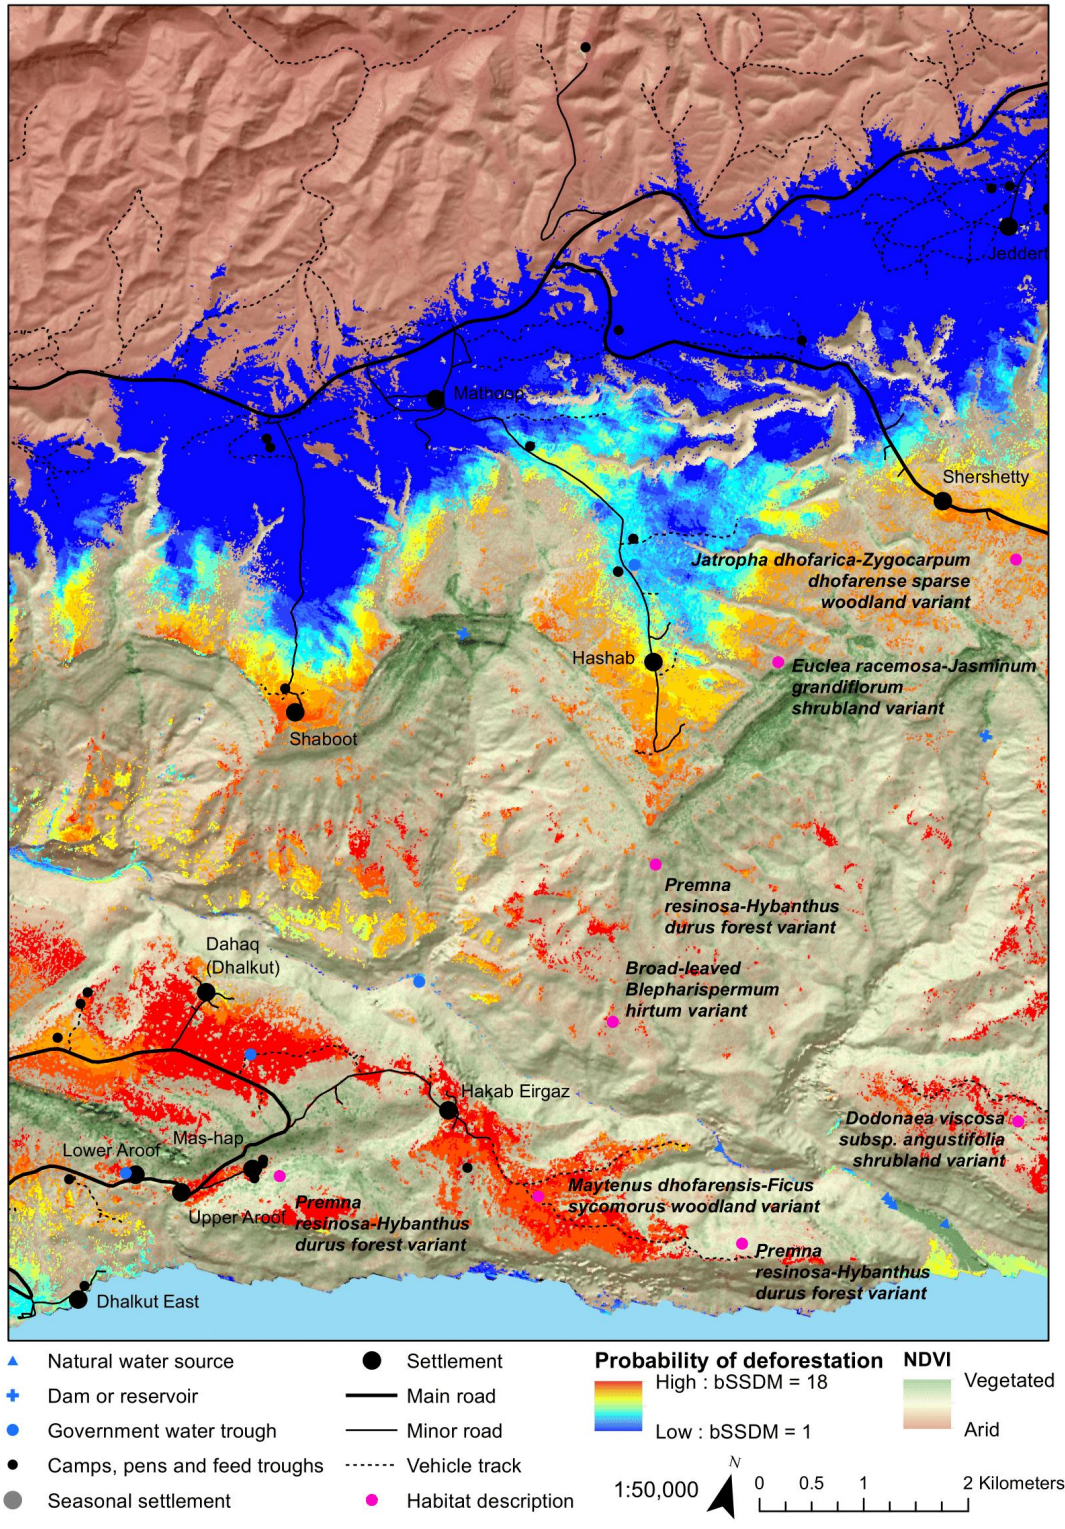 Jeddert
Mathoop
Shershetty
Jatropha dhofarica-Zygocarpum
dhofarense sparse
woodland variant
Hashab
Euclea racemosa-Jasminum
grandiflorum
shrubland variant
Shaboot
Premna
resinosa-Hybanthus
durus forest variant
Dahaq
(Dhalkut)
Broad-leaved
Blepharispermum
hirtum variant
Hakab Eirgaz
Dodonaea viscosa
subsp. angustifolia
shrubland variant
Mas-hap
Lower Aroof
Maytenus dhofarensis-Ficus
sycomorus woodland variant
Upper Aroof
Premna
resinosa-Hybanthus
durus forest variant
Premna
resinosa-Hybanthus
durus forest variant
Dhalkut East
Natural water source
Dam or reservoir
Government water trough
Camps, pens and feed troughs
Seasonal settlement
Settlement
Main road
Minor road
Vehicle track
Habitat description
Probability of deforestation
High : bSSDM = 18
Low : bSSDM = 1
NDVI
Vegetated
Arid
1:50,000
N
0 0.5 1 2 Kilometers